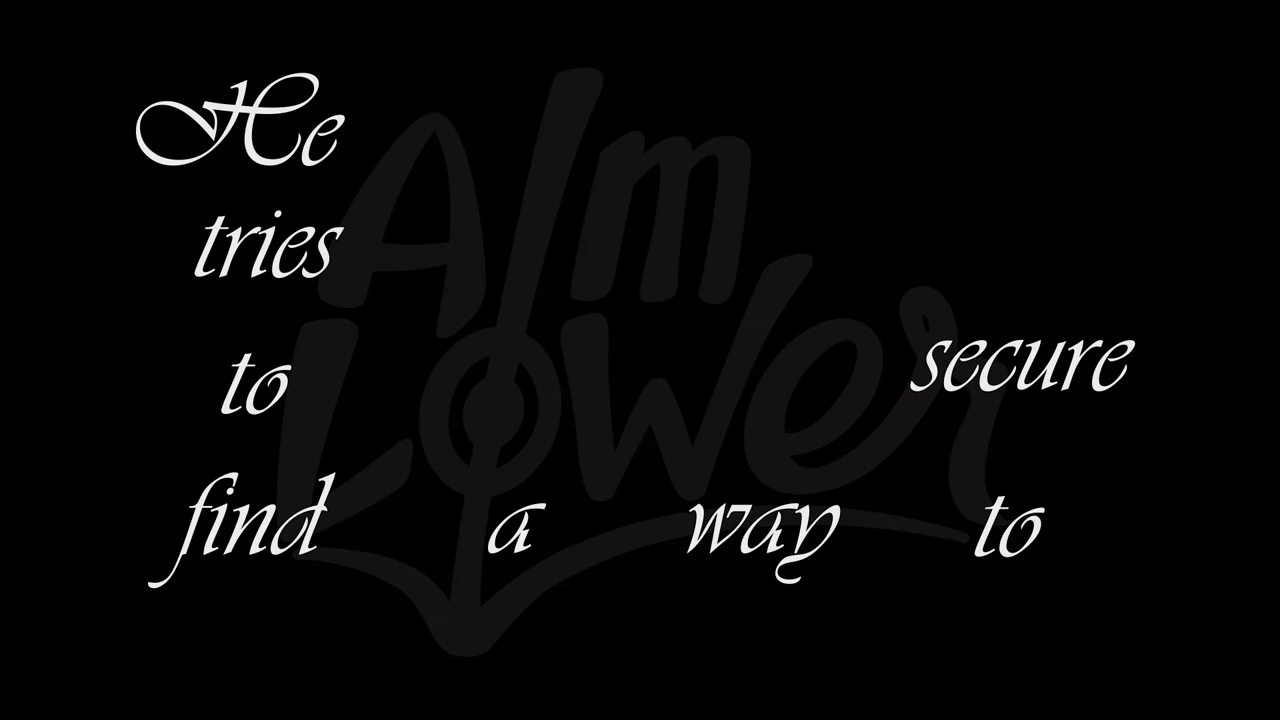 He
tries
to
find a way to
secure
AIm
Lower